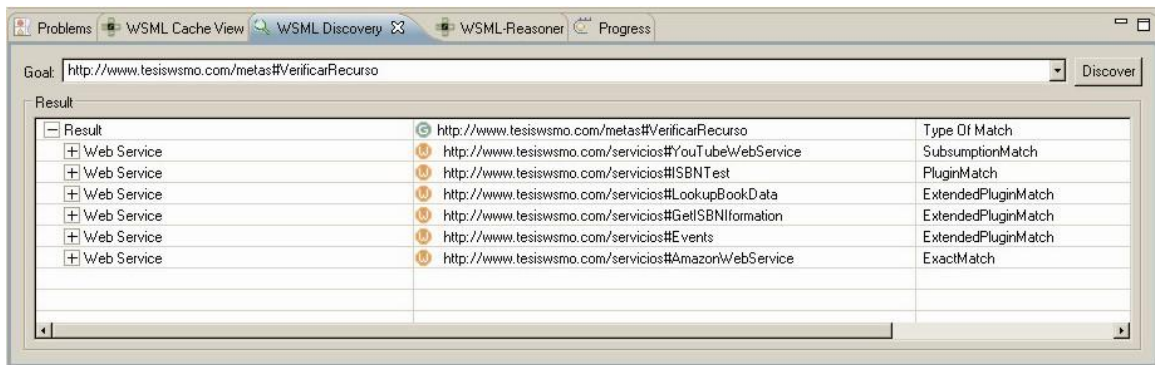 Problems WSML Cache View WSML Discovery WSML-Reasoner Progress
Goal: http://www.tesiswsmo.com/metas#VerificarRecurso Discover
Result
Result http://www.tesiswsmo.com/metas#VerificarRecurso Type Of Match
Web Service http://www.tesiswsmo.com/servicios#YouTubeWebService SubsumptionMatch
Web Service http://www.tesiswsmo.com/servicios#ISBNTest PluginMatch
Web Service http://www.tesiswsmo.com/servicios#LookupBookData ExtendedPluginMatch
Web Service http://www.tesiswsmo.com/servicios#GetISBNIformation ExtendedPluginMatch
Web Service http://www.tesiswsmo.com/servicios#Events ExtendedPluginMatch
Web Service http://www.tesiswsmo.com/servicios#AmazonWebService ExactMatch